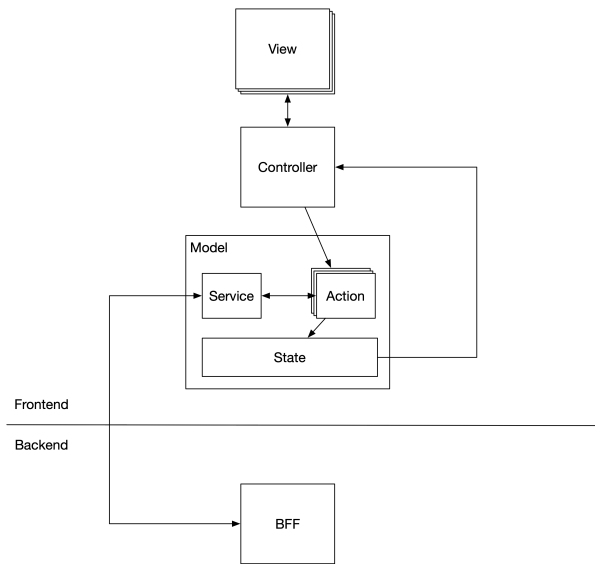 View
Controller
Model
Service
Action
State
Frontend
Backend
BFF